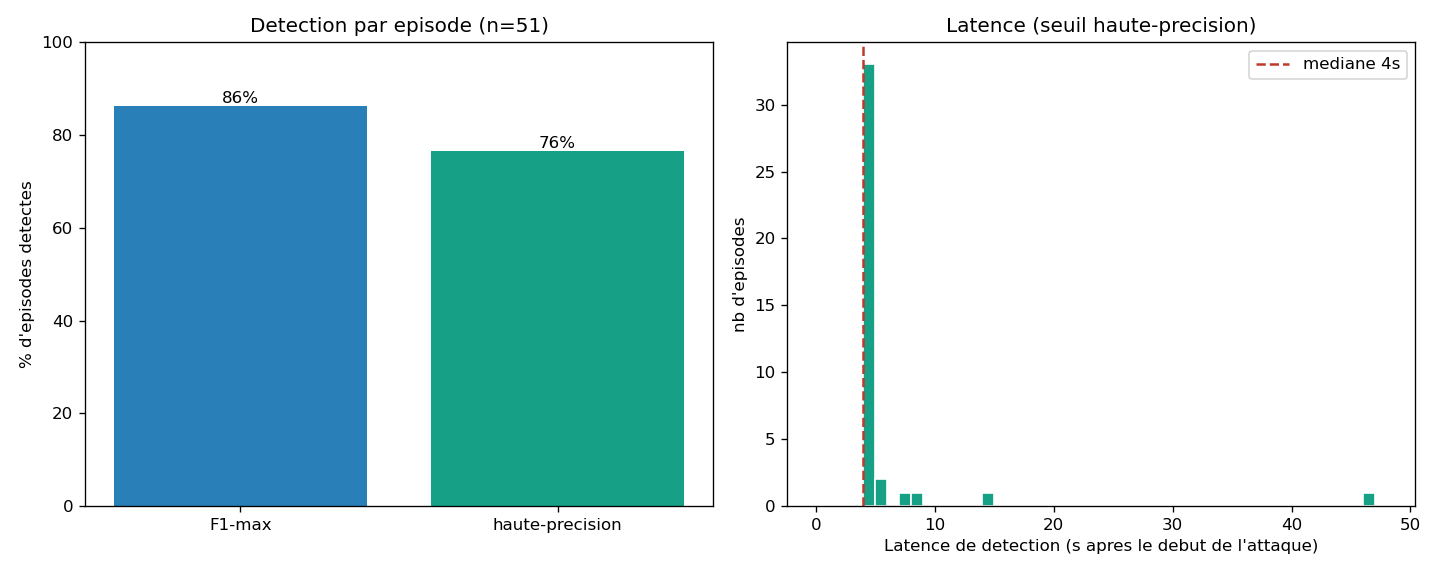 Detection par episode (n=51)
100
80
60
40
20
0
% d'episodes detectes
86%
76%
F1-max
haute-precision
Latence (seuil haute-precision)
mediane 4s
30
25
20
15
10
5
0
nb d'episodes
0
10
20
30
40
50
Latence de detection (s apres le debut de l'attaque)